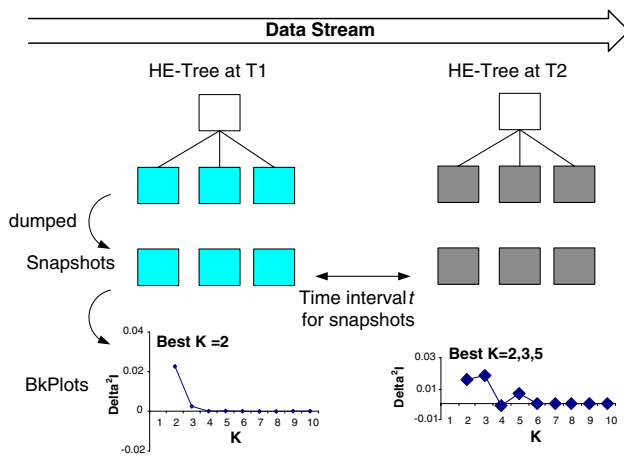 Data Stream
HE-Tree at T1
HE-Tree at T2
dumped
Snapshots
Time interval t
for snapshots
BkPlots
Best K =2
0.04
0.02
0
-0.02
Delta²I
1 2 3 4 5 6 7 8 9 10
K
Best K=2,3,5
0.03
0.01
-0.01
Delta²I
1 2 3 4 5 6 7 8 9 10
K